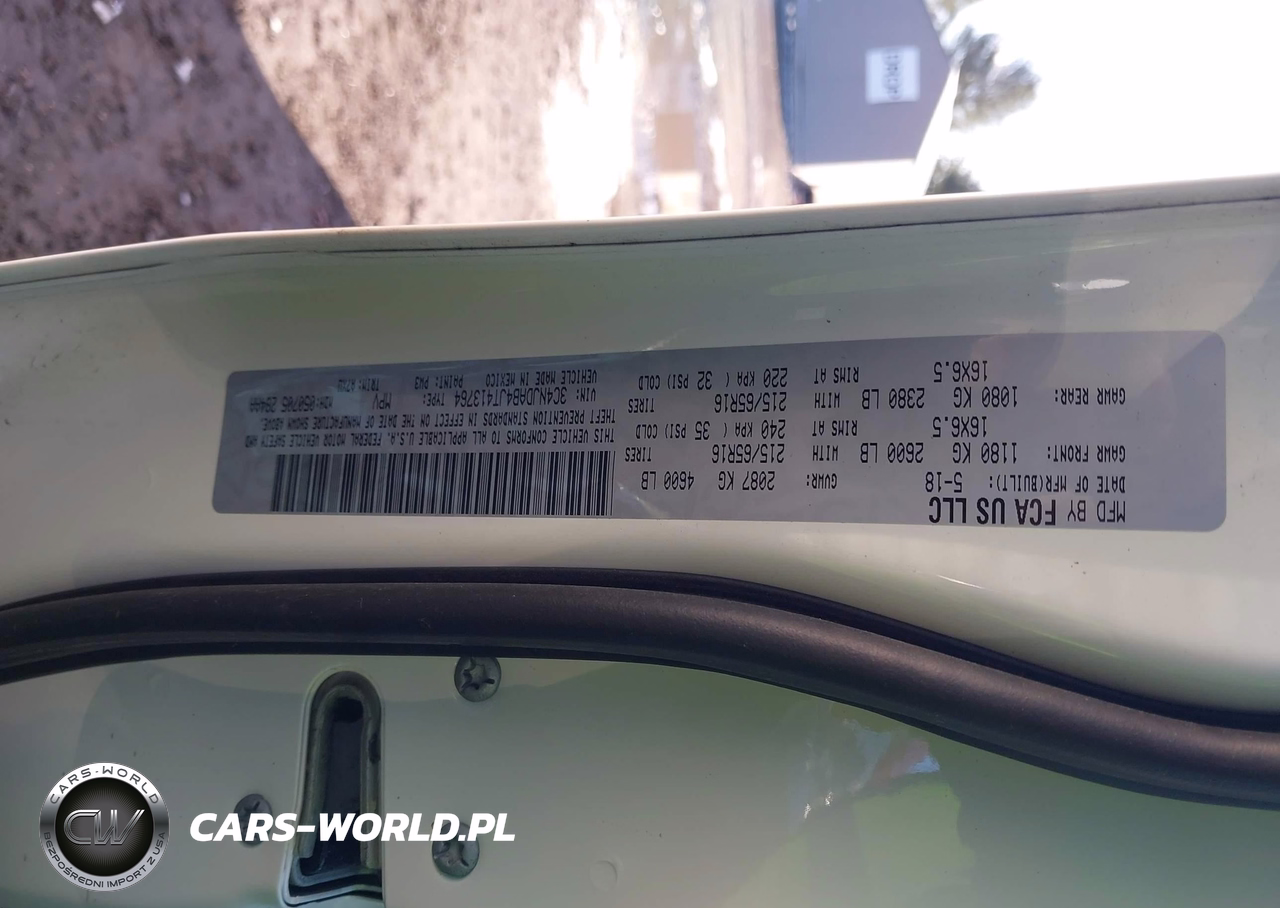 MFD BY FCA US LLC
DATE OF MFR(BUILT): 5-18 GVWR: 2087 KG 4600 LB
GAWR FRONT: 1180 KG 2600 LB WITH 215/65R16 TIRES
16X6.5 RIMS AT 240 KPA ( 35 PSI) COLD
GAWR REAR: 1080 KG 2380 LB WITH 215/65R16 TIRES
16X6.5 RIMS AT 220 KPA ( 32 PSI) COLD
THIS VEHICLE CONFORMS TO ALL APPLICABLE U.S.A. FEDERAL MOTOR VEHICLE SAFETY AND
THEFT PREVENTION STANDARDS IN EFFECT ON THE DATE OF MANUFACTURE SHOWN ABOVE.
VIN: 3C4NJDAB4JT413764 TYPE: MPV MDH:050705 294AA
VEHICLE MADE IN MEXICO PAINT: PW3 TRIM:
CARS-WORLD
CW
BEZPOŚREDNI IMPORT Z USA
CARS-WORLD.PL